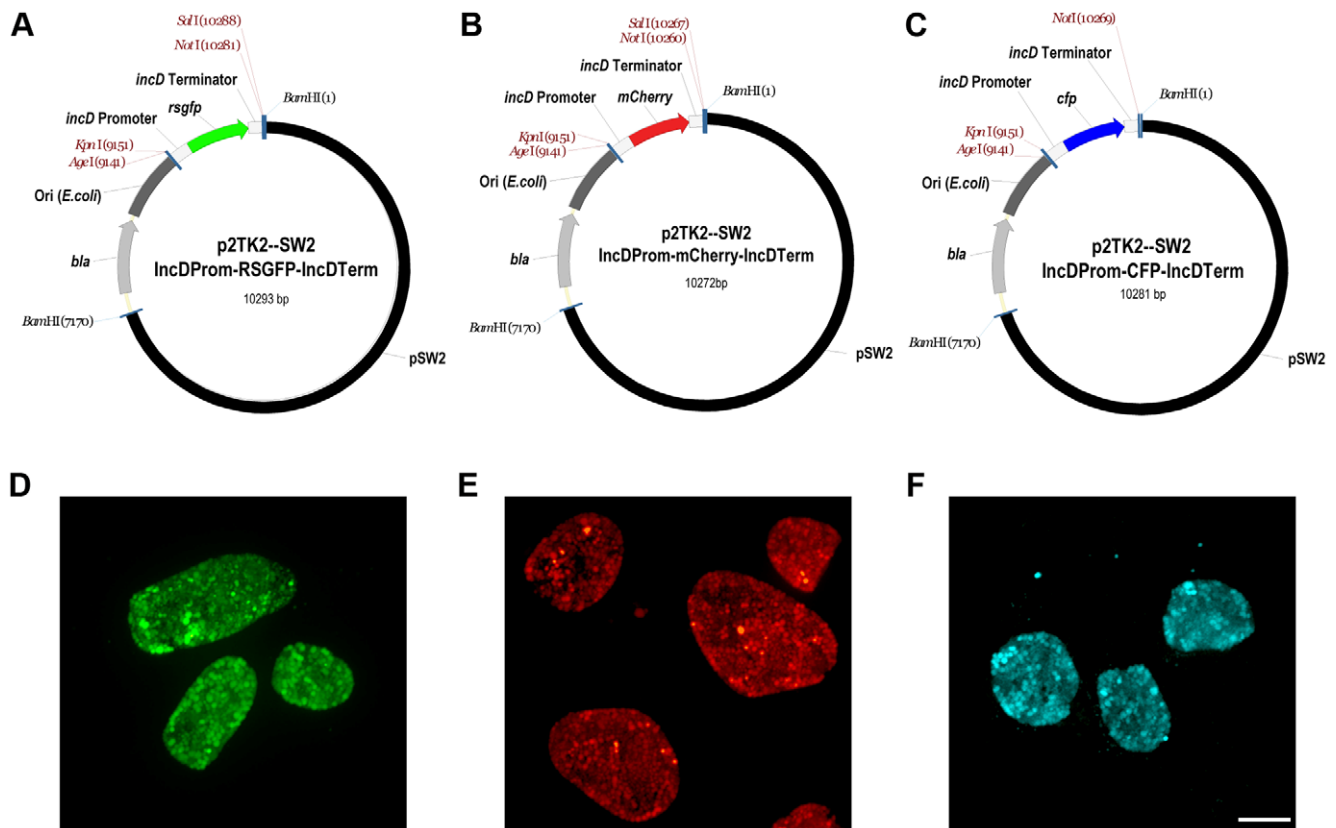 A
SalI(10288)
NotI(10281)
incD Terminator
rsgfp
BamHI(1)
incD Promoter
KpnI(9151)
AgeI(9141)
Ori (E.coli)
p2TK2--SW2
IncDProm-RSGFP-IncDTerm
10293 bp
bla
BamHI(7170)
pSW2
B
SalI(10267)
NotI(10260)
incD Terminator
BamHI(1)
incD Promoter
mCherry
KpnI(9151)
AgeI(9141)
Ori (E.coli)
p2TK2--SW2
IncDProm-mCherry-IncDTerm
10272bp
bla
BamHI(7170)
pSW2
C
NotI(10269)
incD Terminator
BamHI(1)
incD Promoter
cfp
KpnI(9151)
AgeI(9141)
Ori (E.coli)
p2TK2--SW2
IncDProm-CFP-IncDTerm
10281 bp
bla
BamHI(7170)
pSW2
D
E
F